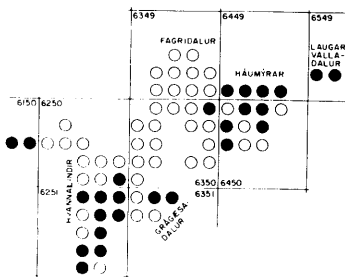 6349
6449
6549
FAGRIDALUR
LAUGAR
VALLA-
DALUR
HÁUMÝRAR
6150
6250
HVANNALINDIR
6251
6350
6450
6351
GRÁGÆSA-
DALUR